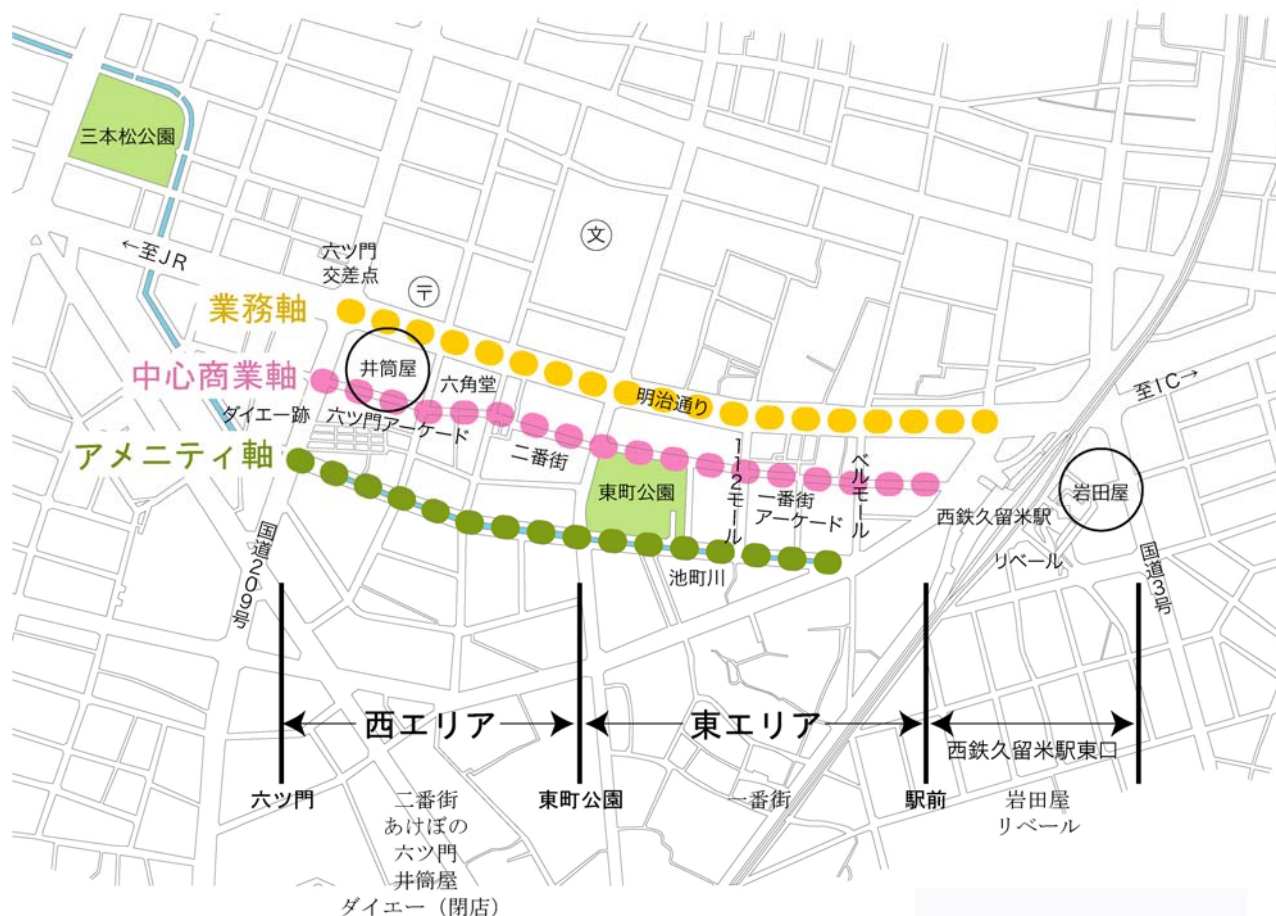 三本松公園
文
←至JR
六ツ門
交差点
〒
業務軸
井筒屋
中心商業軸
六角堂
明治通り
至IC→
ダイエー跡
六ツ門アーケード
アメニティ軸
二番街
東町公園
112モール
一番街
アーケード
ベルモール
岩田屋
西鉄久留米駅
リベール
国道209号
池町川
国道3号
西エリア
東エリア
西鉄久留米駅東口
六ツ門
二番街
あけぼの
六ツ門
井筒屋
ダイエー（閉店）
東町公園
一番街
駅前
岩田屋
リベール